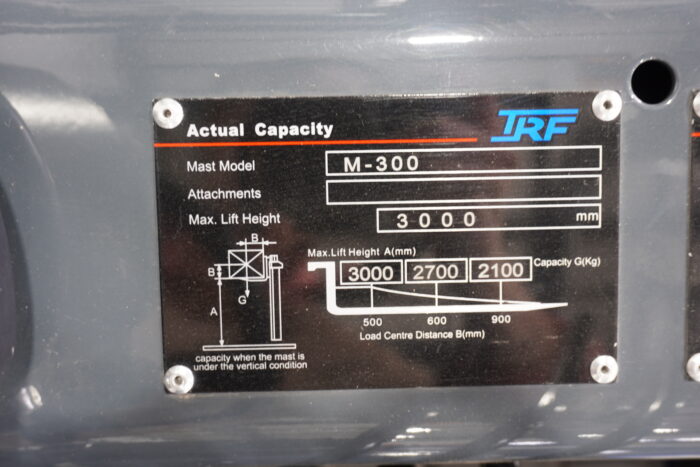 Actual Capacity TRF
Mast Model M-300
Attachments
Max. Lift Height 3000 mm
B
B
G
A
capacity when the mast is
under the vertical condition
Max.Lift Height A(mm)
3000 2700 2100 Capacity G(Kg)
500 600 900
Load Centre Distance B(mm)